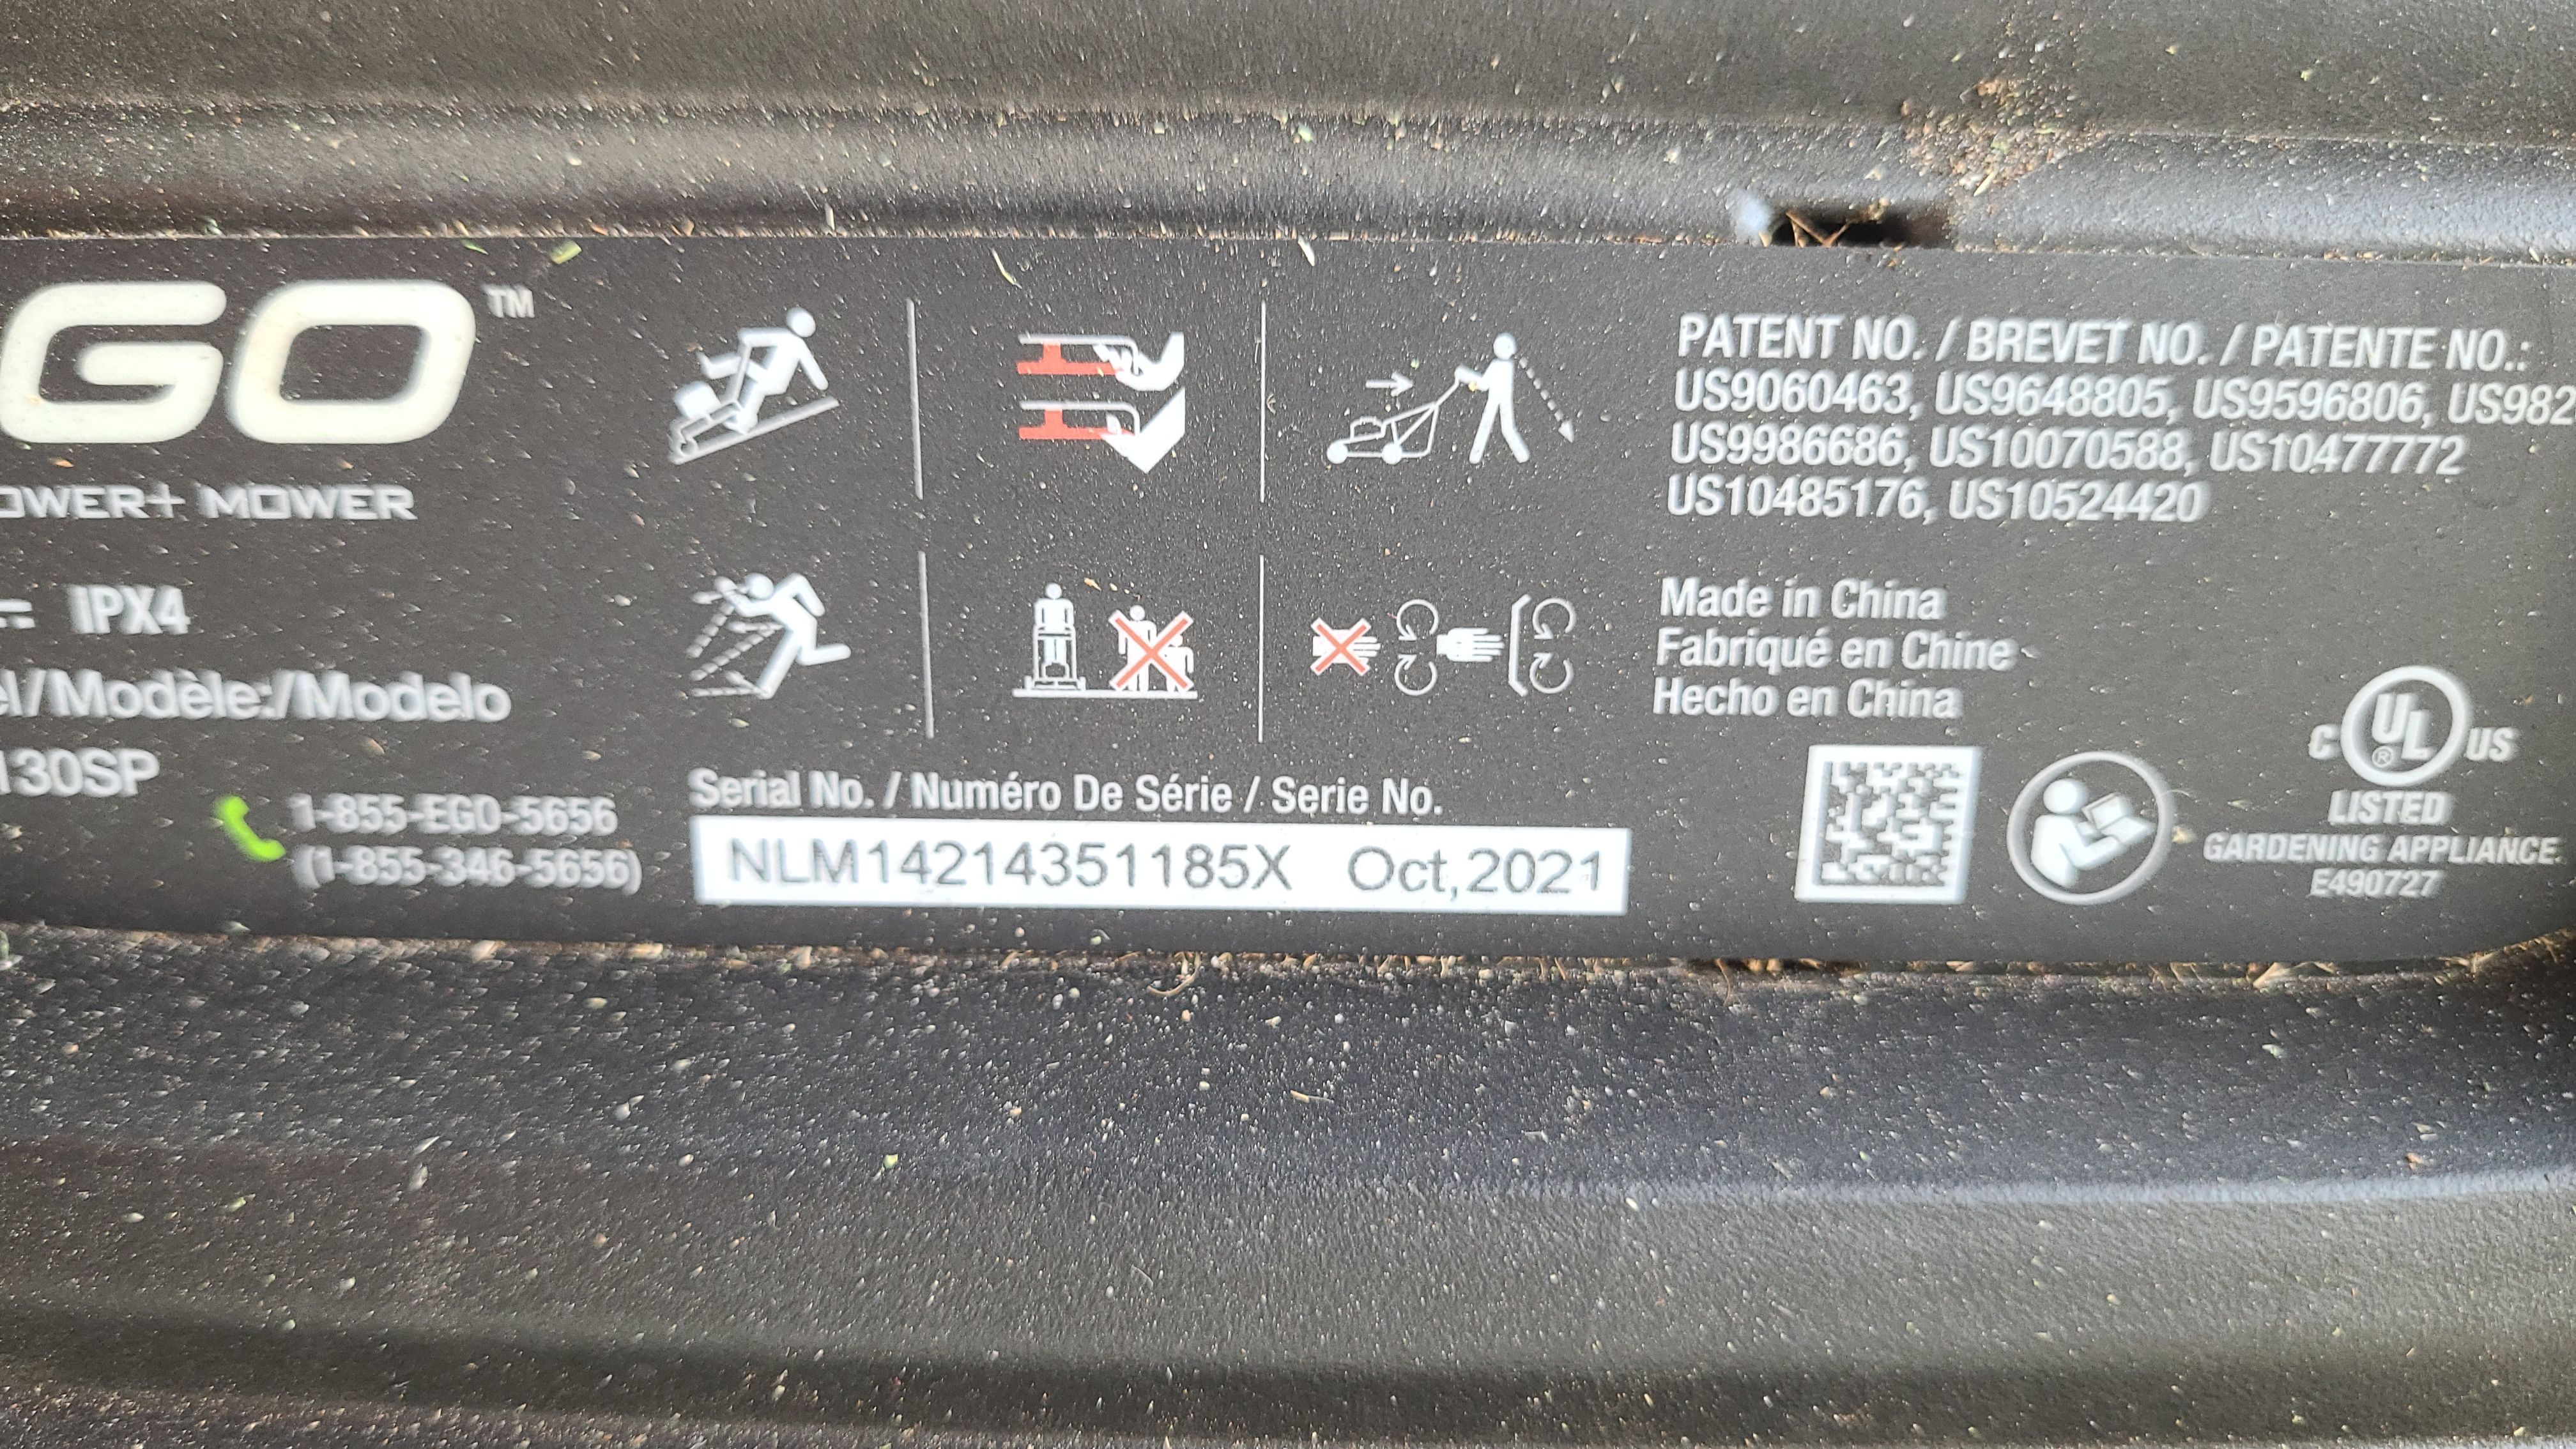 GO™
OWER+ MOWER
IPX4
el/Modèle:/Modelo
130SP
1-855-EGO-5656
(1-855-346-5656)
Serial No. / Numéro De Série / Serie No.
NLM14214351185X Oct,2021
PATENT NO. / BREVET NO. / PATENTE NO.:
US9060463, US9648805, US9596806, US982
US9986686, US10070588, US10477772
US10485176, US10524420
Made in China
Fabriqué en Chine
Hecho en China
C UL® US
LISTED
GARDENING APPLIANCE
E490727